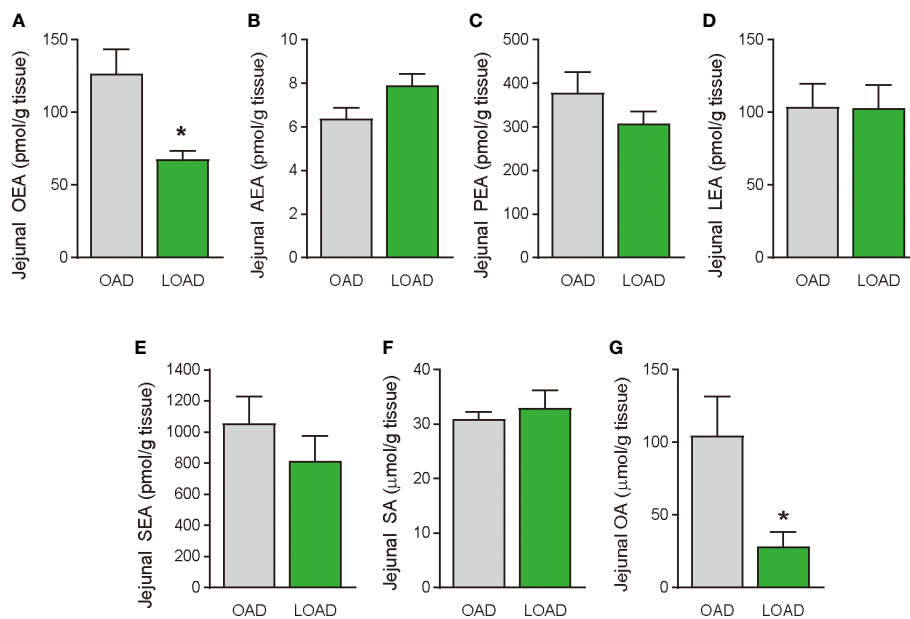 A
Jejunal OEA (pmol/g tissue)
150
100
50
0
*
OAD LOAD
B
Jejunal AEA (pmol/g tissue)
10
8
6
4
2
0
OAD LOAD
C
Jejunal PEA (pmol/g tissue)
500
400
300
200
100
0
OAD LOAD
D
Jejunal LEA (pmol/g tissue)
150
100
50
0
OAD LOAD
E
Jejunal SEA (pmol/g tissue)
1400
1200
1000
800
600
400
200
0
OAD LOAD
F
Jejunal SA (μmol/g tissue)
40
30
20
10
0
OAD LOAD
G
Jejunal OA (μmol/g tissue)
150
100
50
0
*
OAD LOAD